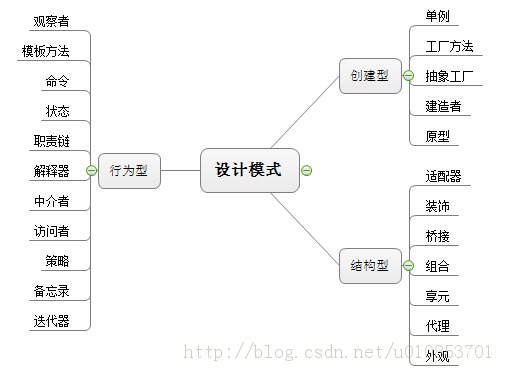 设计模式
创建型
单例
工厂方法
抽象工厂
建造者
原型
结构型
适配器
装饰
桥接
组合
享元
代理
外观
行为型
观察者
模板方法
命令
状态
职责链
解释器
中介者
访问者
策略
备忘录
迭代器
http://blog.csdn.net/u010853701